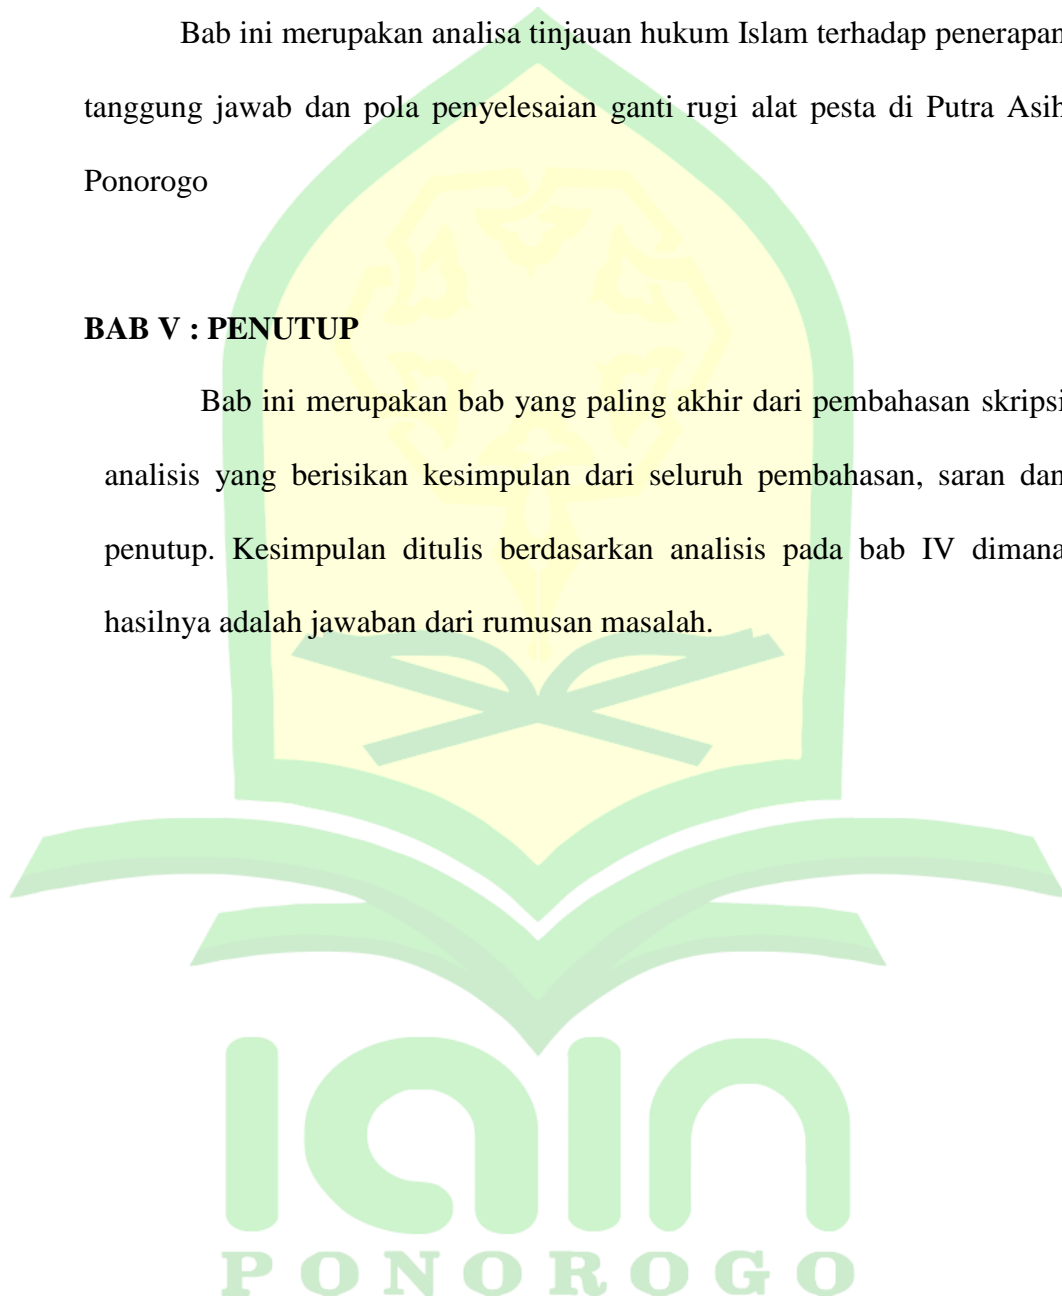 Bab ini merupakan analisa tinjauan hukum Islam terhadap penerapan
tanggung jawab dan pola penyelesaian ganti rugi alat pesta di Putra Asih
Ponorogo
BAB V : PENUTUP
Bab ini merupakan bab yang paling akhir dari pembahasan skripsi
analisis yang berisikan kesimpulan dari seluruh pembahasan, saran dan
penutup. Kesimpulan ditulis berdasarkan analisis pada bab IV dimana
hasilnya adalah jawaban dari rumusan masalah.
IAIN
PONOROGO